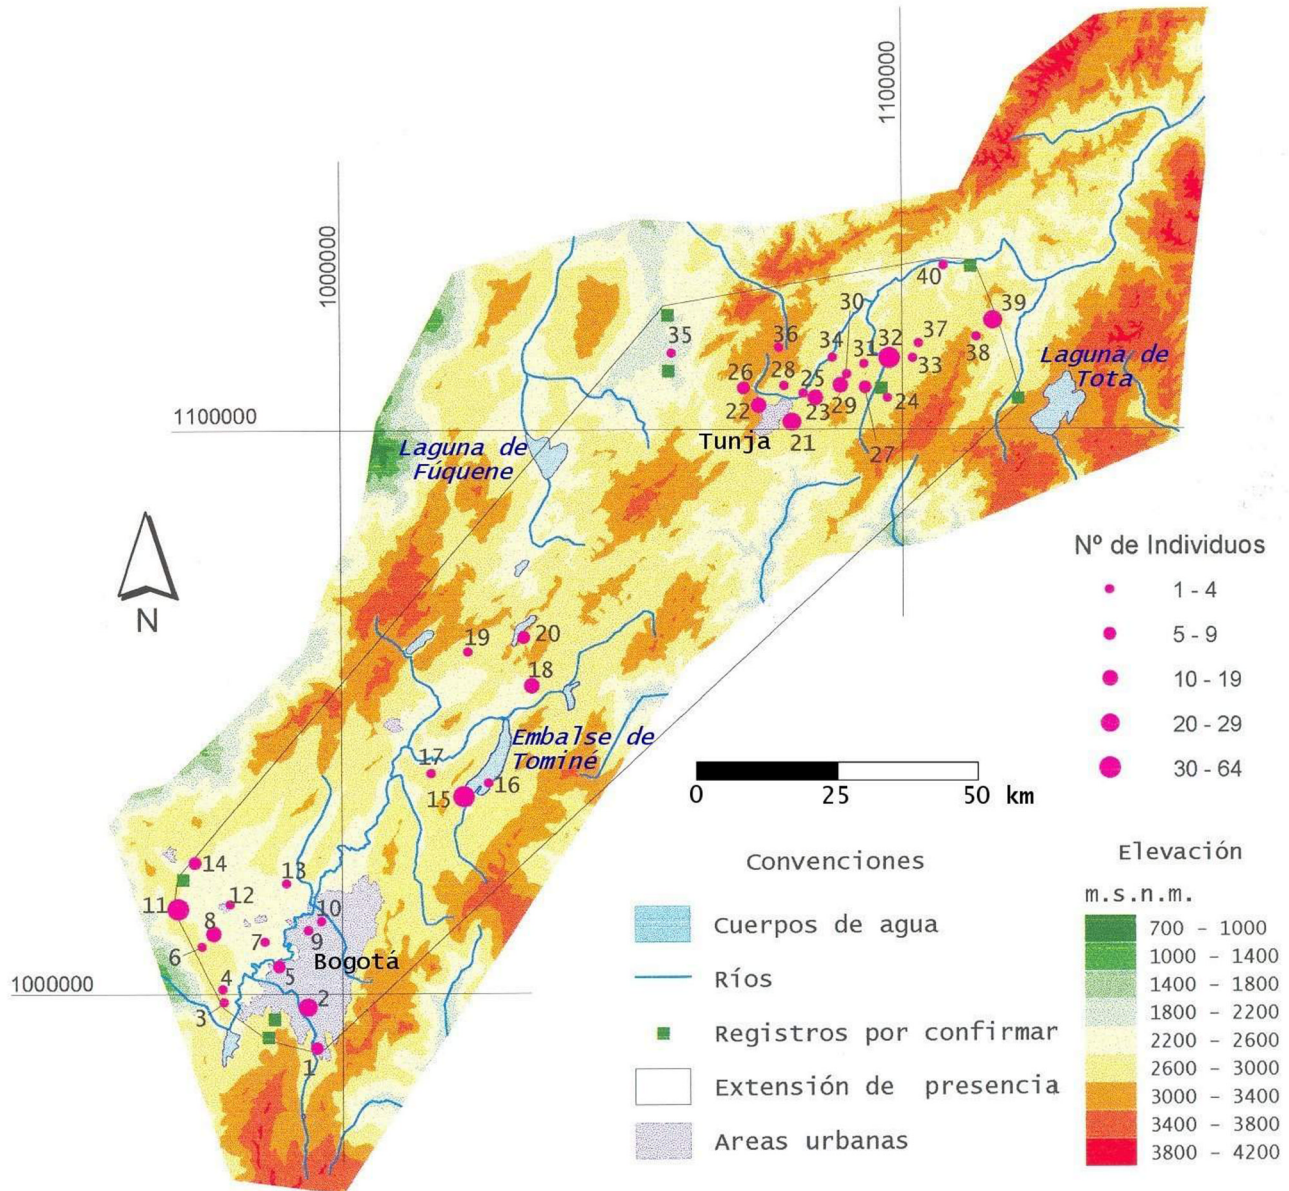 1100000
1000000
40
30
39
35
36
34
31
32
37
33
38
Laguna de
Tota
26
28
25
22
23
29
24
1100000
Tunja
21
27
Laguna de
Fúquene
N
Nº de Individuos
1 - 4
5 - 9
10 - 19
20 - 29
30 - 64
19
20
18
Embalse de
Tominé
17
16
15
0
25
50 km
14
13
12
11
10
8
9
7
6
Bogotá
5
4
2
1000000
3
1
Convenciones
Cuerpos de agua
Ríos
Registros por confirmar
Extensión de presencia
Areas urbanas
Elevación
m.s.n.m.
700 - 1000
1000 - 1400
1400 - 1800
1800 - 2200
2200 - 2600
2600 - 3000
3000 - 3400
3400 - 3800
3800 - 4200